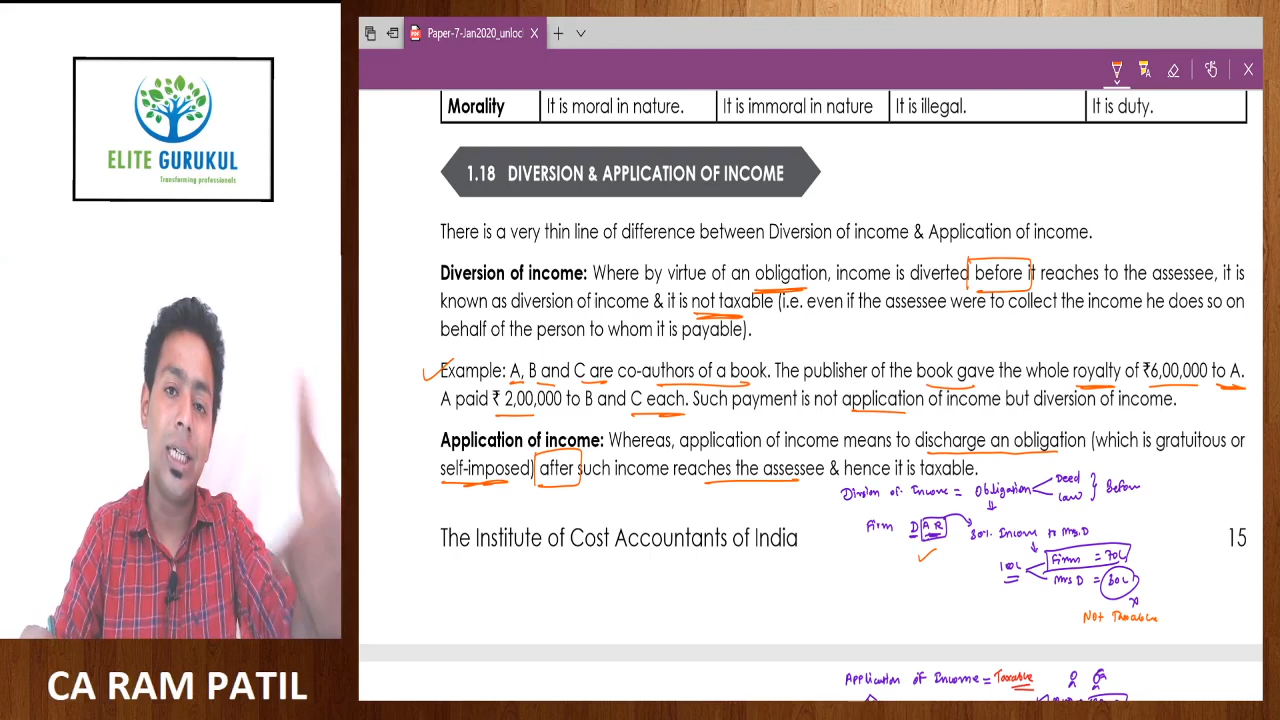 Paper-7-Jan2020_unloc
ELITE GURUKUL
Transforming professionals
Morality It is moral in nature. It is immoral in nature It is illegal. It is duty.
1.18 DIVERSION & APPLICATION OF INCOME
There is a very thin line of difference between Diversion of income & Application of income.
Diversion of income: Where by virtue of an obligation, income is diverted before it reaches to the assessee, it is
known as diversion of income & it is not taxable (i.e. even if the assessee were to collect the income he does so on
behalf of the person to whom it is payable).
Example: A, B and C are co-authors of a book. The publisher of the book gave the whole royalty of ₹6,00,000 to A.
A paid ₹ 2,00,000 to B and C each. Such payment is not application of income but diversion of income.
Application of income: Whereas, application of income means to discharge an obligation (which is gratuitous or
self-imposed) after such income reaches the assessee & hence it is taxable.
Dirsion of Income = Obligation Deed
Law Before
Firm D A R 30% Income to Mrs.D
100L Firm = 70L
Mrs D = 30L
Not Taxable
The Institute of Cost Accountants of India 15
Application of Income = Taxable
CA RAM PATIL